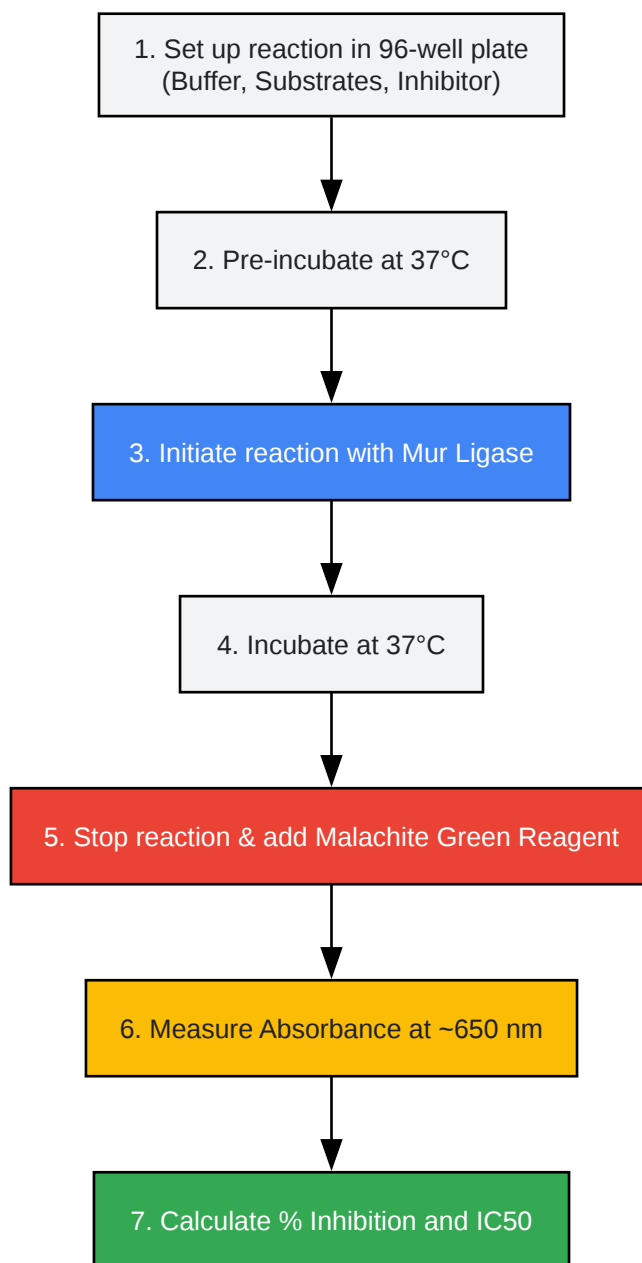 1. Set up reaction in 96-well plate
(Buffer, Substrates, Inhibitor)
2. Pre-incubate at 37°C
3. Initiate reaction with Mur Ligase
4. Incubate at 37°C
5. Stop reaction & add Malachite Green Reagent
6. Measure Absorbance at ~650 nm
7. Calculate % Inhibition and IC50